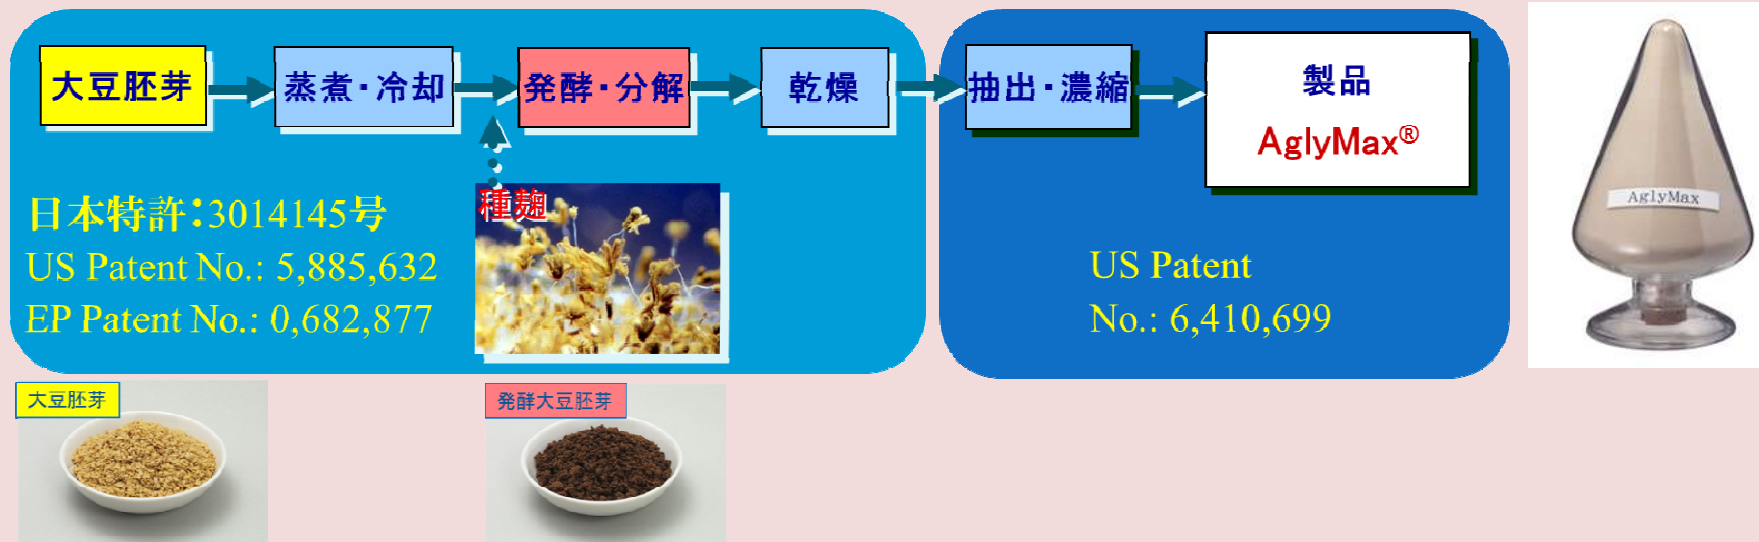 大豆胚芽
蒸煮・冷却
発酵・分解
乾燥
抽出・濃縮
製品
AglyMax®
種麹
日本特許：3014145号
US Patent No.: 5,885,632
EP Patent No.: 0,682,877
US Patent
No.: 6,410,699
AglyMax
大豆胚芽
発酵大豆胚芽